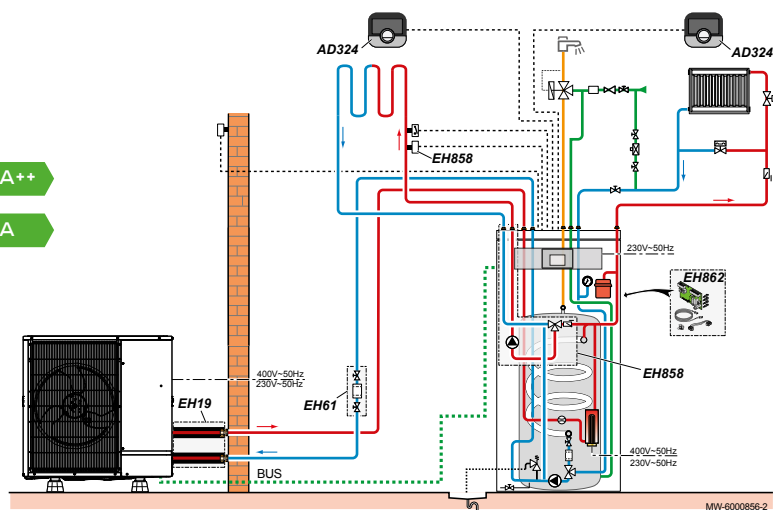 AD324
AD324
EH858
A++
A
230V~50Hz
EH862
EH858
400V~50Hz
230V~50Hz
EH19
EH61
BUS
400V~50Hz
230V~50Hz
MW-6000856-2